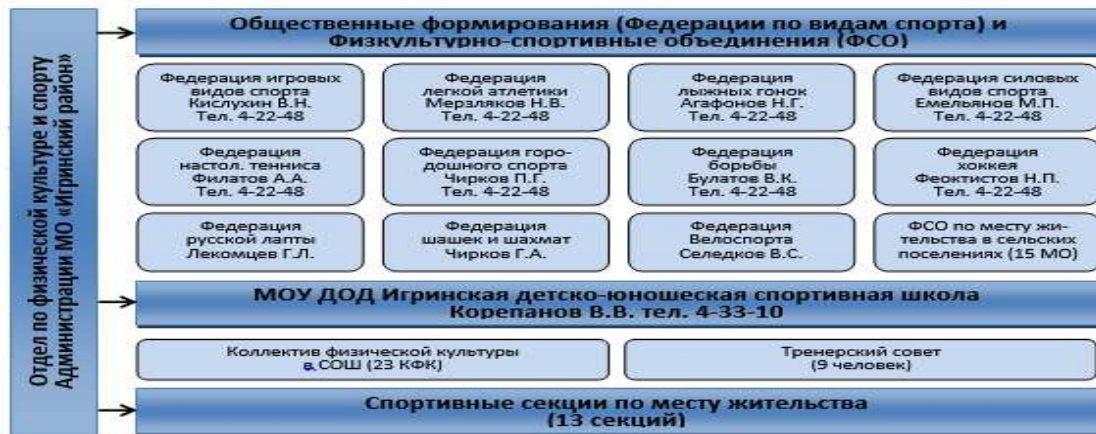 Отдел по физической культуре и спорту
Администрации МО «Игринский район»
Общественные формирования (Федерации по видам спорта) и
Физкультурно-спортивные объединения (ФСО)
Федерация игровых
видов спорта
Кислухин В.Н.
Тел. 4-22-48
Федерация
легкой атлетики
Мерзляков Н.В.
Тел. 4-22-48
Федерация
лыжных гонок
Агафонов Н.Г.
Тел. 4-22-48
Федерация силовых
видов спорта
Емельянов М.П.
Тел. 4-22-48
Федерация
настол. тенниса
Филатов А.А.
Тел. 4-22-48
Федерация горо-
дошного спорта
Чирков П.Г.
Тел. 4-22-48
Федерация
борьбы
Булатов В.К.
Тел. 4-22-48
Федерация
хоккея
Феоктистов Н.П.
Тел. 4-22-48
Федерация
русской лапты
Лекомцев Г.Л.
Федерация
шашек и шахмат
Чирков Г.А.
Федерация
Велоспорта
Селедков В.С.
ФСО по месту жи-
тельства в сельских
поселениях (15 МО)
МОУ ДОД Игринская детско-юношеская спортивная школа
Корепанов В.В. тел. 4-33-10
Коллектив физической культуры
в СОШ (23 КФК)
Тренерский совет
(9 человек)
Спортивные секции по месту жительства
(13 секций)